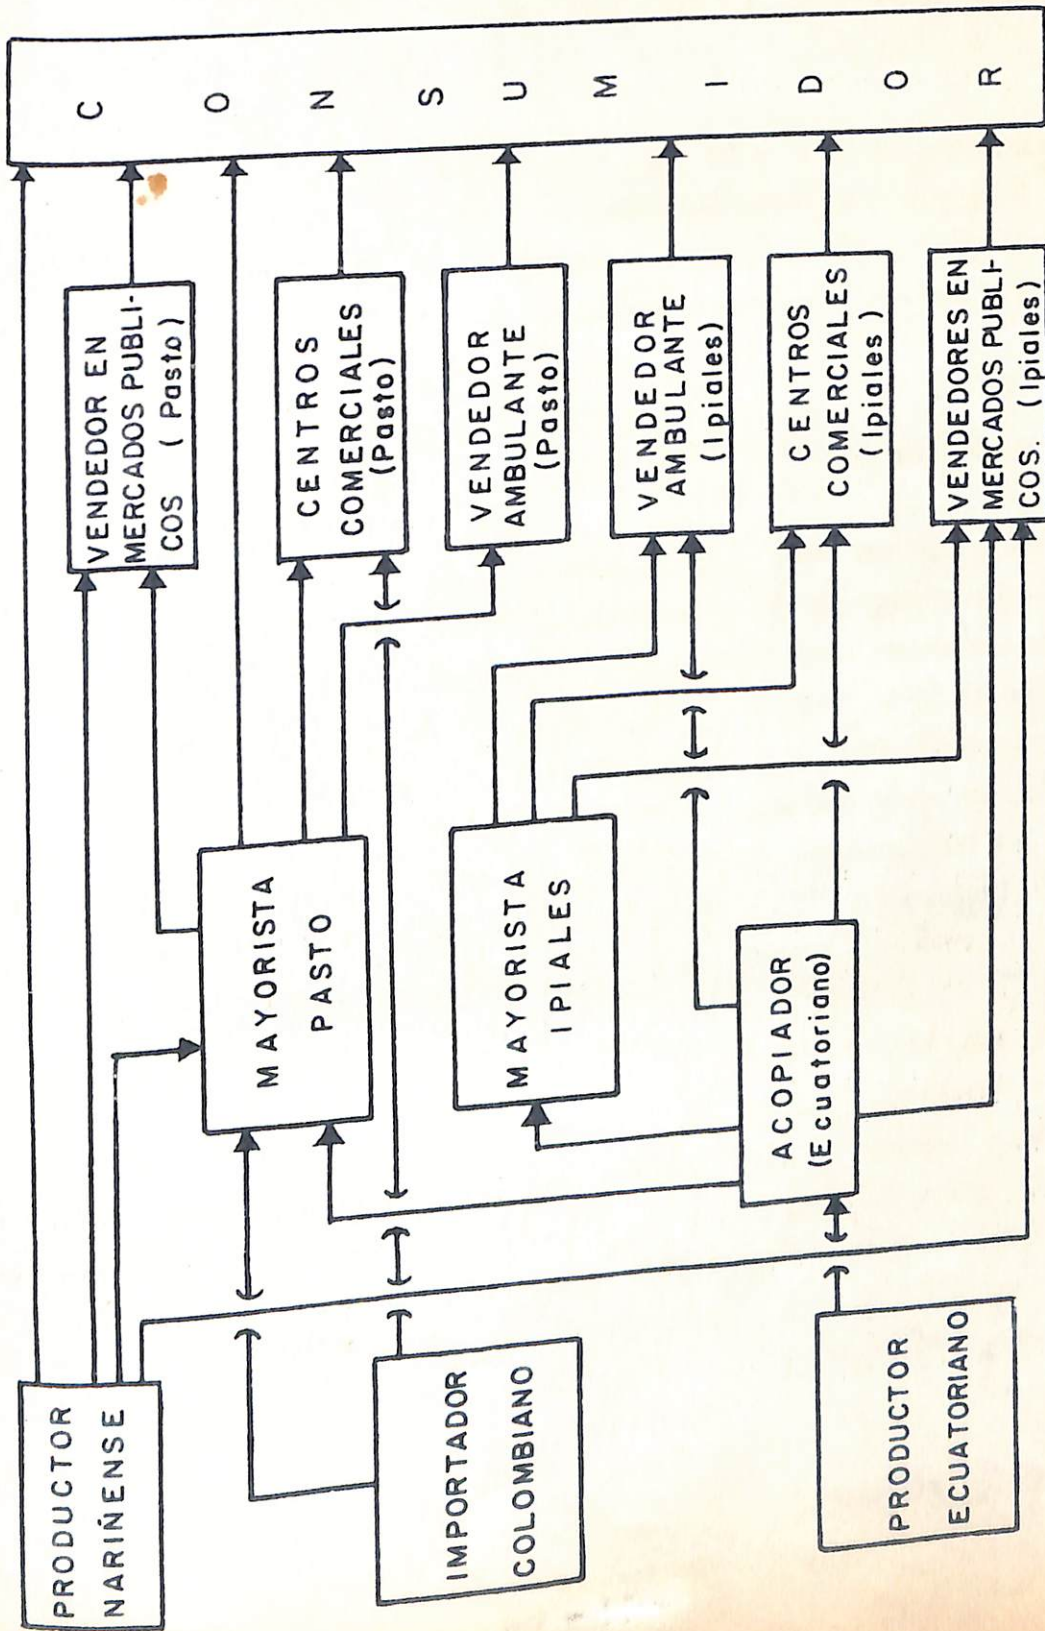 PRODUCTOR
NARIÑENSE
IMPORTADOR
COLOMBIANO
PRODUCTOR
ECUATORIANO
MAYORISTA
PASTO
MAYORISTA
IPIALES
ACOPIADOR
(Ecuatoriano)
VENDEDOR EN
MERCADOS PUBLI-
COS (Pasto)
CENTROS
COMERCIALES
(Pasto)
VENDEDOR
AMBULANTE
(Pasto)
VENDEDOR
AMBULANTE
(Ipiales)
CENTROS
COMERCIALES
(Ipiales)
VENDEDORES EN
MERCADOS PUBLI-
COS. (Ipiales)
CONSUMIDOR